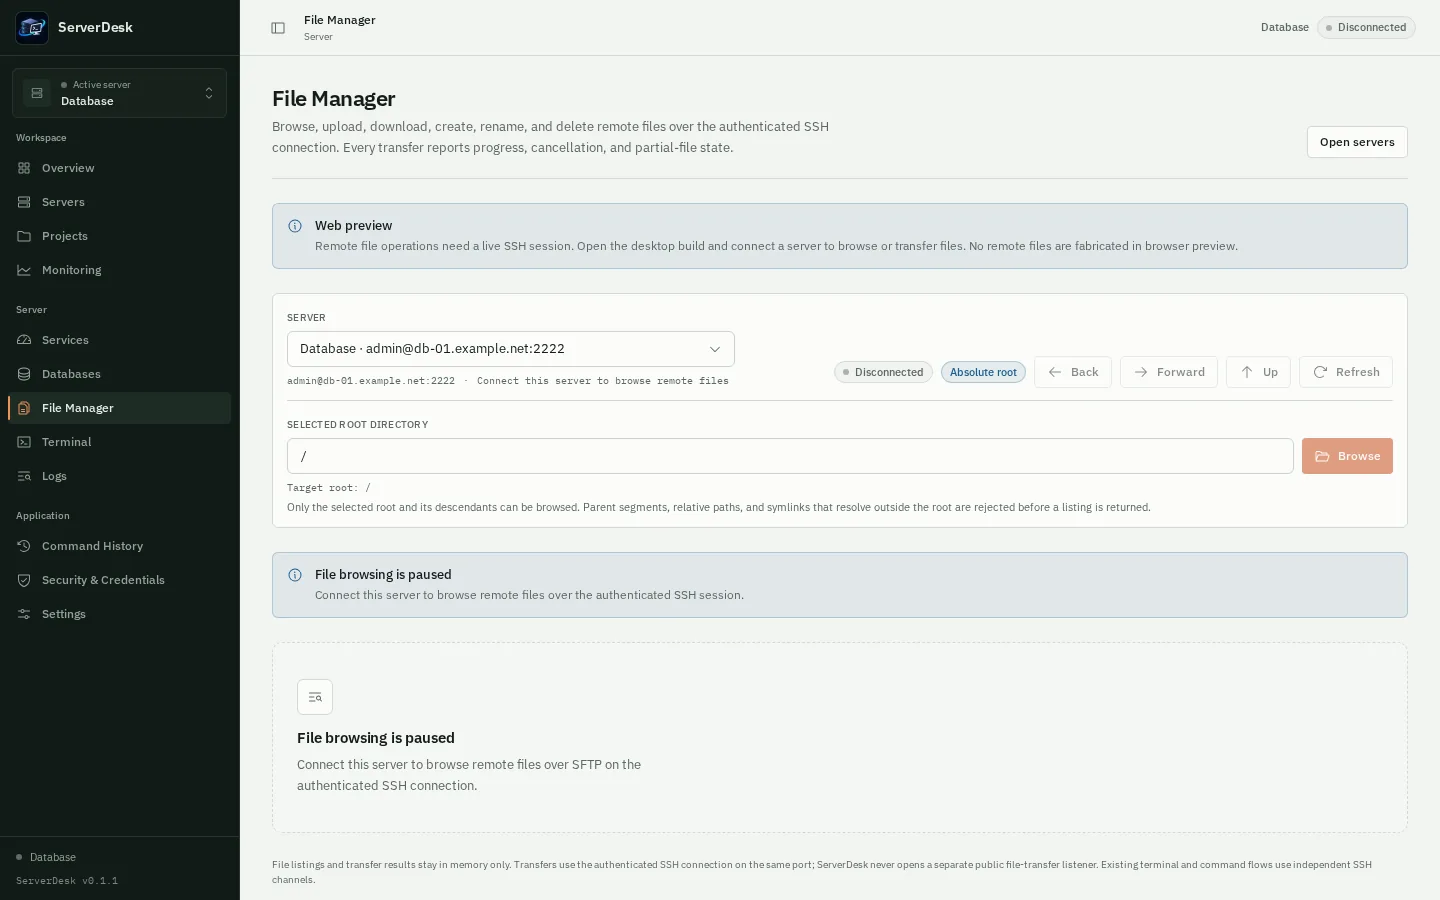 ServerDesk
Active server
Database
Workspace
Overview
Servers
Projects
Monitoring
Server
Services
Databases
File Manager
Terminal
Logs
Application
Command History
Security & Credentials
Settings
Database
ServerDesk v0.1.1
File Manager
Server
Database
Disconnected
File Manager
Browse, upload, download, create, rename, and delete remote files over the authenticated SSH
connection. Every transfer reports progress, cancellation, and partial-file state.
Open servers
Web preview
Remote file operations need a live SSH session. Open the desktop build and connect a server to browse or transfer files. No remote files are fabricated in browser preview.
SERVER
Database · admin@db-01.example.net:2222
admin@db-01.example.net:2222 · Connect this server to browse remote files
Disconnected
Absolute root
Back
Forward
Up
Refresh
SELECTED ROOT DIRECTORY
/
Browse
Target root: /
Only the selected root and its descendants can be browsed. Parent segments, relative paths, and symlinks that resolve outside the root are rejected before a listing is returned.
File browsing is paused
Connect this server to browse remote files over the authenticated SSH session.
File browsing is paused
Connect this server to browse remote files over SFTP on the
authenticated SSH connection.
File listings and transfer results stay in memory only. Transfers use the authenticated SSH connection on the same port; ServerDesk never opens a separate public file-transfer listener. Existing terminal and command flows use independent SSH
channels.